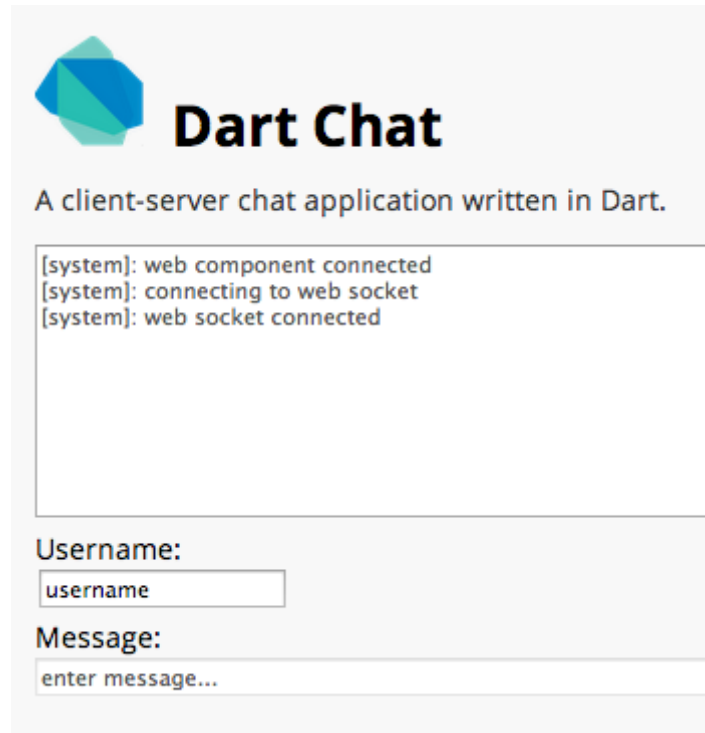 Dart Chat
A client-server chat application written in Dart.
[system]: web component connected
[system]: connecting to web socket
[system]: web socket connected
Username:
username
Message:
enter message...